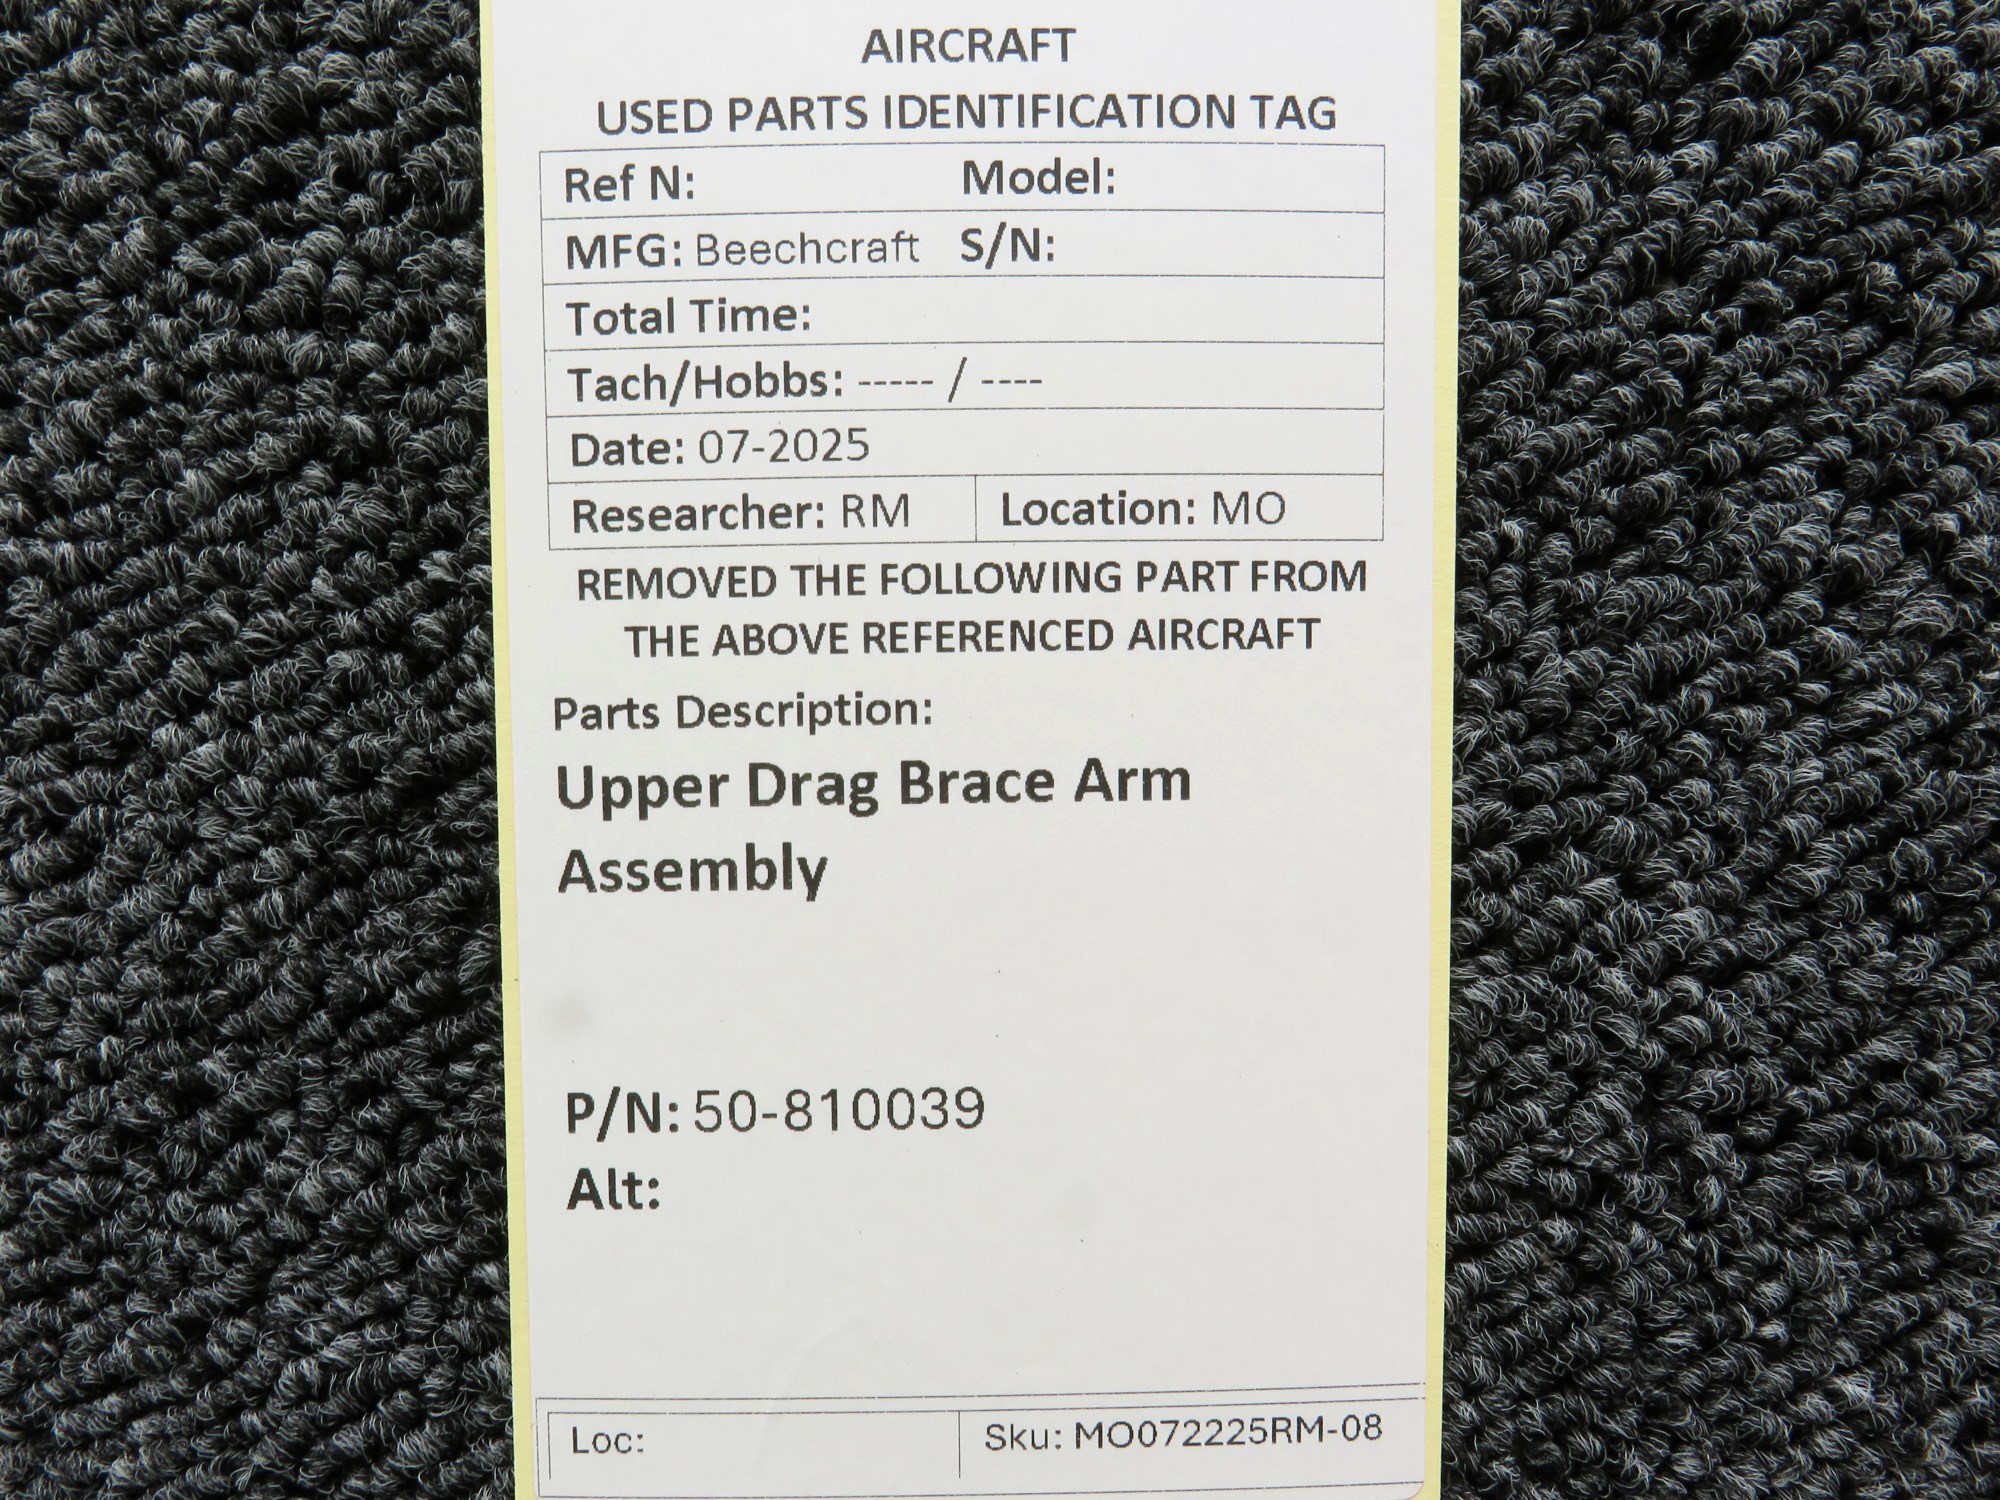 AIRCRAFT
USED PARTS IDENTIFICATION TAG
Ref N: Model:
MFG: Beechcraft S/N:
Total Time:
Tach/Hobbs: ----- / ----
Date: 07-2025
Researcher: RM Location: MO
REMOVED THE FOLLOWING PART FROM
THE ABOVE REFERENCED AIRCRAFT
Parts Description:
Upper Drag Brace Arm
Assembly
P/N: 50-810039
Alt:
Loc: Sku: MO072225RM-08